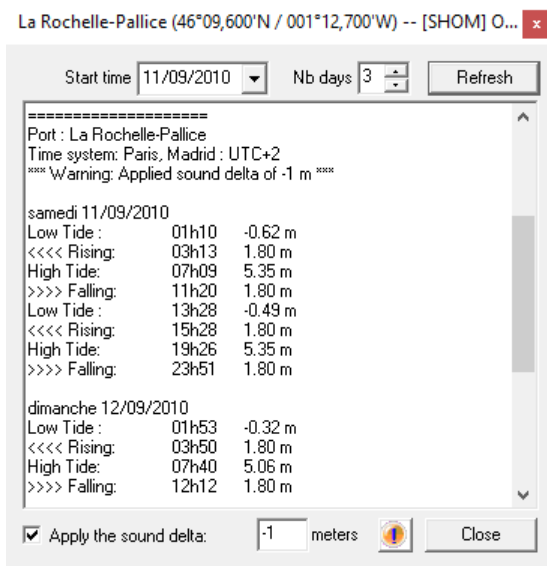 La Rochelle-Pallice (46°09,600'N / 001°12,700'W) -- [SHOM] O... x
Start time 11/09/2010 Nb days 3 Refresh
====================
Port : La Rochelle-Pallice
Time system: Paris, Madrid : UTC+2
*** Warning: Applied sound delta of -1 m ***
samedi 11/09/2010
Low Tide : 01h10 -0.62 m
<<<< Rising: 03h13 1.80 m
High Tide: 07h09 5.35 m
>>>> Falling: 11h20 1.80 m
Low Tide : 13h28 -0.49 m
<<<< Rising: 15h28 1.80 m
High Tide: 19h26 5.35 m
>>>> Falling: 23h51 1.80 m
dimanche 12/09/2010
Low Tide : 01h53 -0.32 m
<<<< Rising: 03h50 1.80 m
High Tide: 07h40 5.06 m
>>>> Falling: 12h12 1.80 m
Apply the sound delta: -1 meters Close